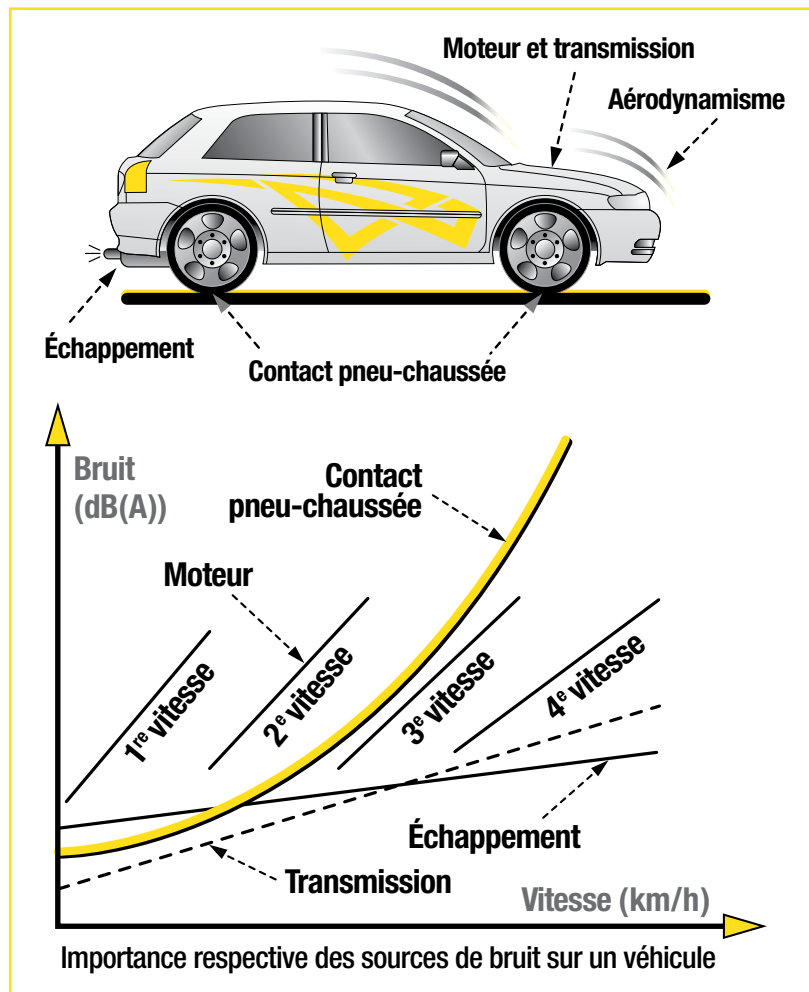 Moteur et transmission
Aérodynamisme
Échappement
Contact pneu-chaussée
Bruit
(dB(A))
Contact
pneu-chaussée
Moteur
1re vitesse
2e vitesse
3e vitesse
4e vitesse
Échappement
Transmission
Vitesse (km/h)
Importance respective des sources de bruit sur un véhicule